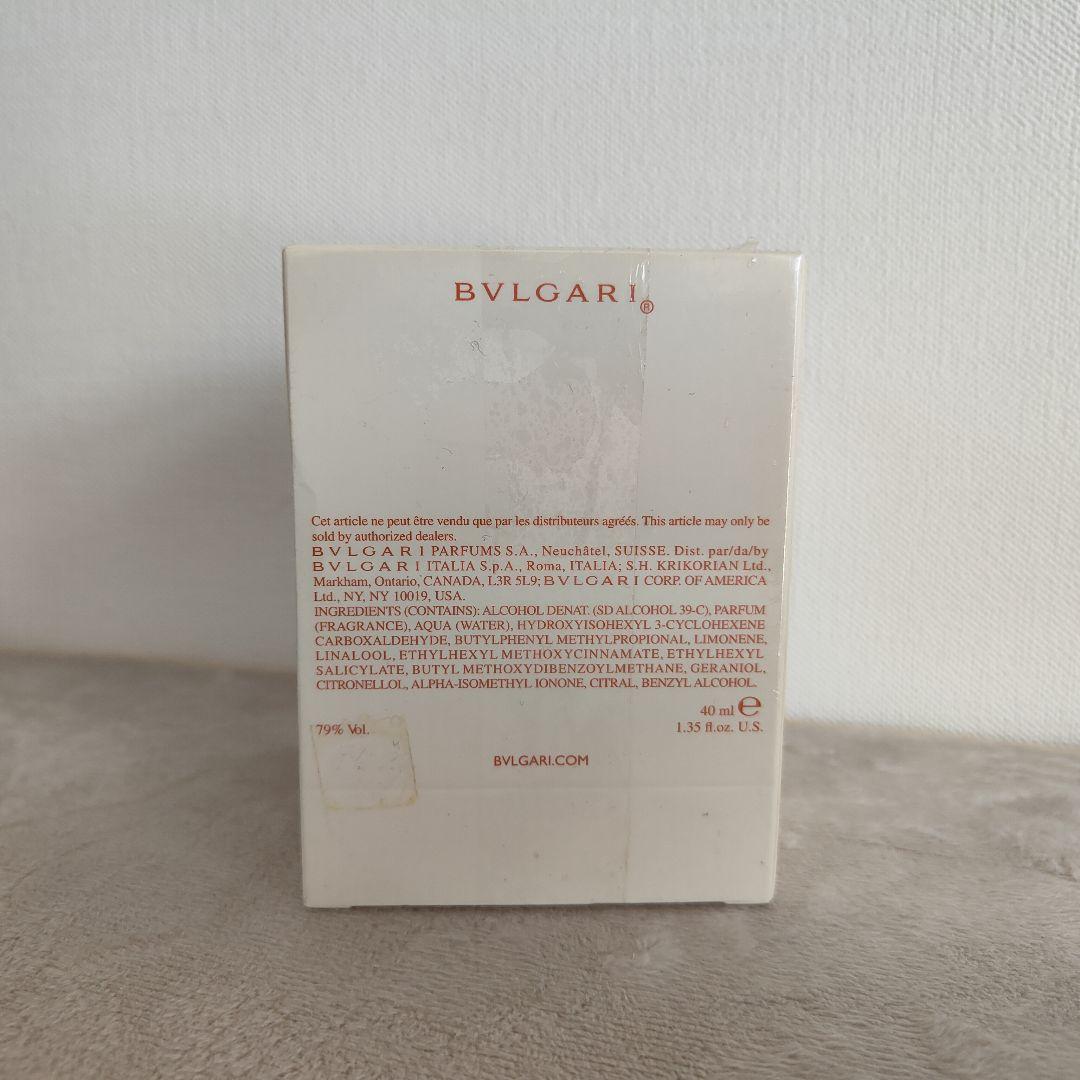 BVLGARI®
Cet article ne peut être vendu que par les distributeurs agréés. This article may only be
sold by authorized dealers.
BVLGARI PARFUMS S.A., Neuchâtel, SUISSE. Dist. par/da/by
BVLGARI ITALIA S.p.A., Roma, ITALIA; S.H. KRIKORIAN Ltd.,
Markham, Ontario, CANADA, L3R 5L9; BVLGARI CORP. OF AMERICA
Ltd., NY, NY 10019, USA.
INGREDIENTS (CONTAINS): ALCOHOL DENAT. (SD ALCOHOL 39-C), PARFUM
(FRAGRANCE), AQUA (WATER), HYDROXYISOHEXYL 3-CYCLOHEXENE
CARBOXALDEHYDE, BUTYLPHENYL METHYLPROPIONAL, LIMONENE,
LINALOOL, ETHYLHEXYL METHOXYCINNAMATE, ETHYLHEXYL
SALICYLATE, BUTYL METHOXYDIBENZOYLMETHANE, GERANIOL,
CITRONELLOL, ALPHA-ISOMETHYL IONONE, CITRAL, BENZYL ALCOHOL.
40 ml e
79% Vol. 1.35 fl.oz. U.S.
BVLGARI.COM